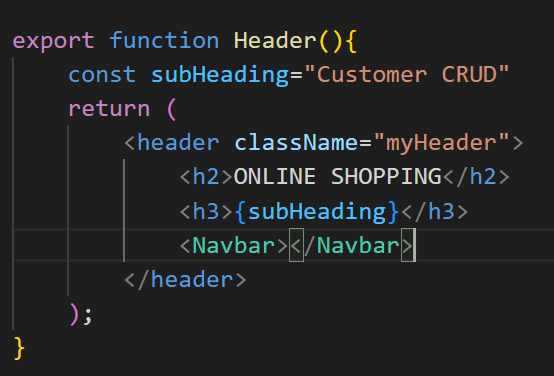 export function Header(){
    const subHeading="Customer CRUD"
    return (
        <header className="myHeader">
            <h2>ONLINE SHOPPING</h2>
            <h3>{subHeading}</h3>
            <Navbar></Navbar>
        </header>
    );
}